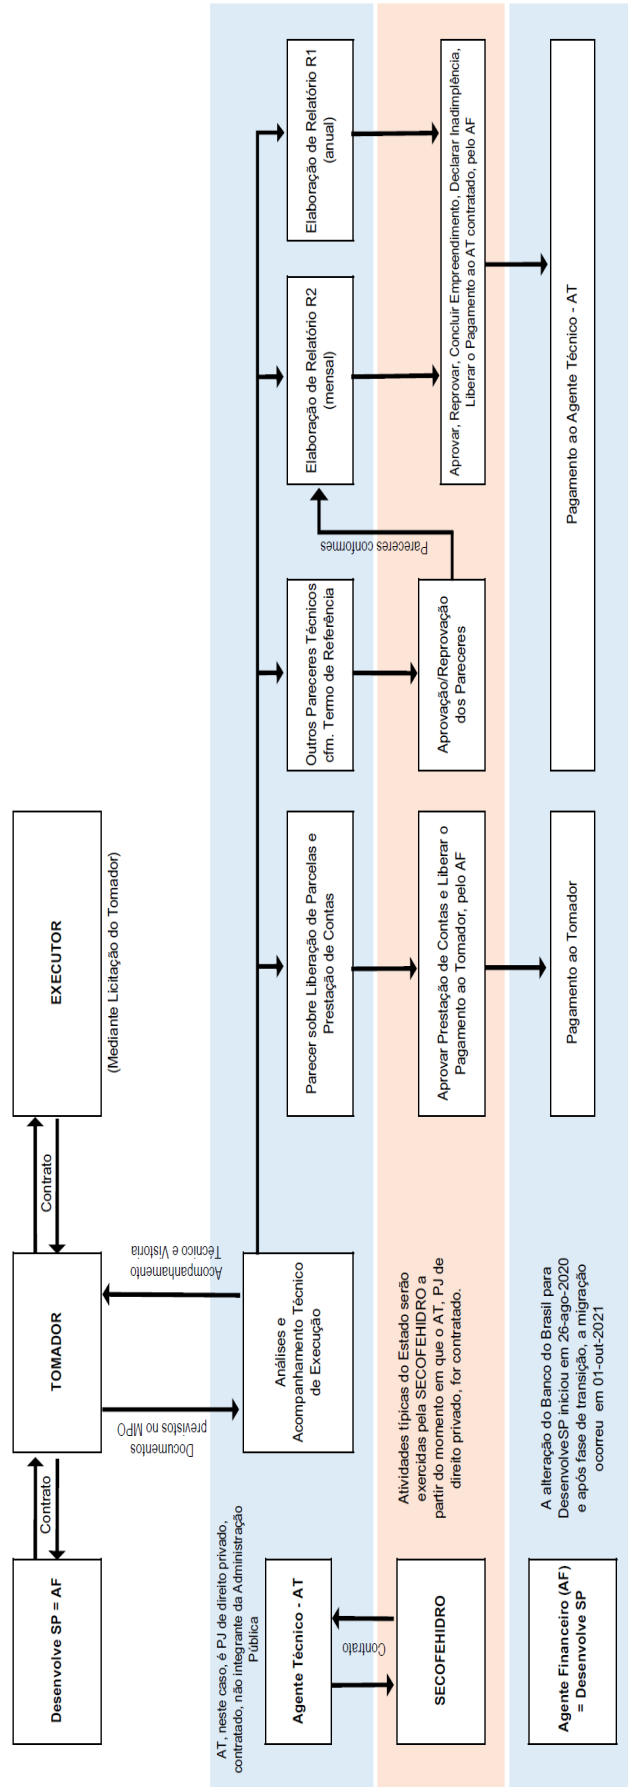 Desenvolve SP = AF
Contrato
TOMADOR
Contrato
EXECUTOR
(Mediante Licitação do Tomador)
Documentos
previstos no MPO
Acompanhamento
Técnico e Vistoria
AT, neste caso, é PJ de direito privado,
contratado, não integrante da Administração
Pública
Agente Técnico - AT
Análises e
Acompanhamento Técnico
de Execução
Parecer sobre Liberação de Parcelas e
Prestação de Contas
Outros Pareceres Técnicos
cfm. Termo de Referência
Elaboração de Relatório R2
(mensal)
Elaboração de Relatório R1
(anual)
Contrato
Pareceres conformes
SECOFEHIDRO
Atividades típicas do Estado serão
exercidas pela SECOFEHIDRO a
partir do momento em que o AT, PJ de
direito privado, for contratado.
Aprovar Prestação de Contas e Liberar o
Pagamento ao Tomador, pelo AF
Aprovação/Reprovação
dos Pareceres
Aprovar, Reprovar, Concluir Empreendimento, Declarar Inadimplência,
Liberar o Pagamento ao AT contratado, pelo AF
Agente Financeiro (AF)
= Desenvolve SP
A alteração do Banco do Brasil para
DesenvolveSP iniciou em 26-ago-2020
e após fase de transição, a migração
ocorreu em 01-out-2021
Pagamento ao Tomador
Pagamento ao Agente Técnico - AT